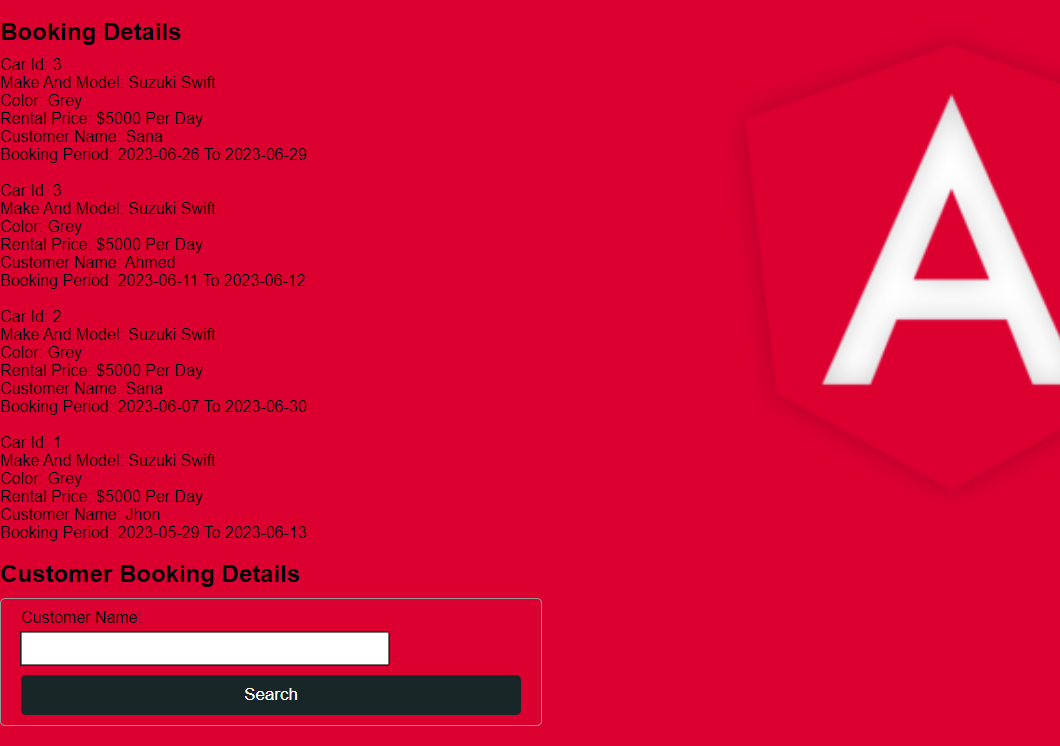 Booking Details
Car Id: 3
Make And Model: Suzuki Swift
Color: Grey
Rental Price: $5000 Per Day
Customer Name: Sana
Booking Period: 2023-06-26 To 2023-06-29
Car Id: 3
Make And Model: Suzuki Swift
Color: Grey
Rental Price: $5000 Per Day
Customer Name: Ahmed
Booking Period: 2023-06-11 To 2023-06-12
Car Id: 2
Make And Model: Suzuki Swift
Color: Grey
Rental Price: $5000 Per Day
Customer Name: Sana
Booking Period: 2023-06-07 To 2023-06-30
Car Id: 1
Make And Model: Suzuki Swift
Color: Grey
Rental Price: $5000 Per Day
Customer Name: Jhon
Booking Period: 2023-05-29 To 2023-06-13
Customer Booking Details
Customer Name:
Search
A